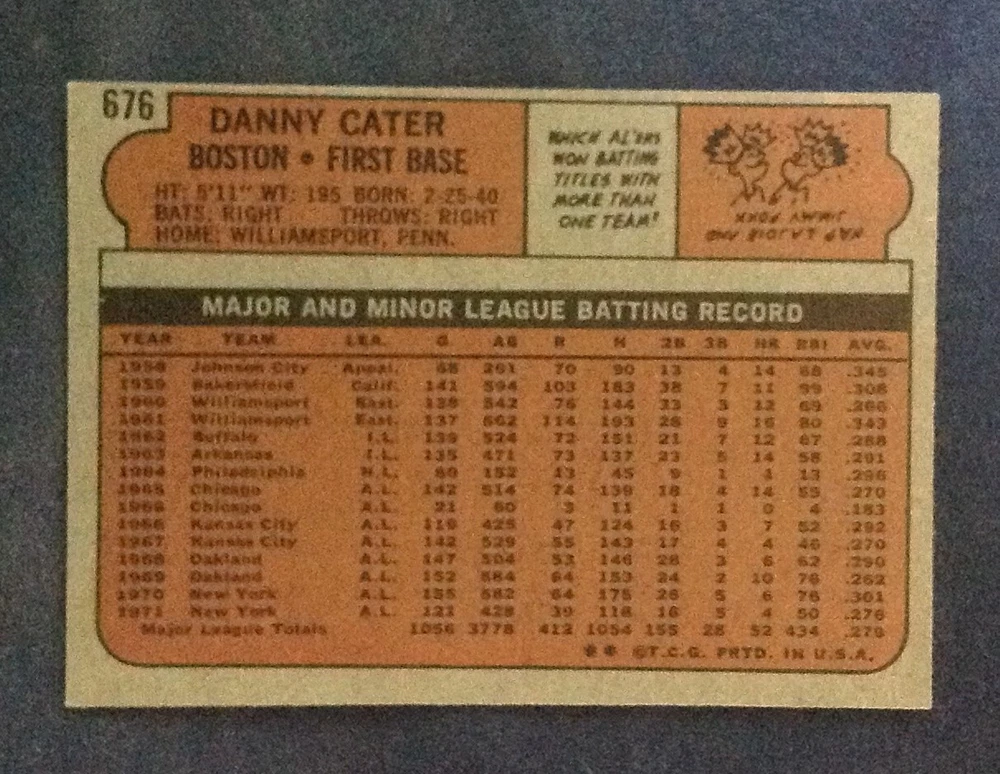 676
DANNY CATER
BOSTON • FIRST BASE
HT: 5'11" WT: 195 BORN: 2-25-40
BATS: RIGHT THROWS: RIGHT
HOME: WILLIAMSPORT, PENN.
WHICH AL'ERS
WON BATTING
TITLES WITH
MORE THAN
ONE TEAM?
NAP LAJOIE AND
JIMMY FOXX
MAJOR AND MINOR LEAGUE BATTING RECORD
YEAR TEAM LEA. G AB R H 2B 3B HR RBI AVG.
1958 Johnson City Appal. 68 261 70 90 13 4 14 68 .345
1959 Bakersfield Calif. 141 594 103 183 38 7 11 99 .308
1960 Williamsport East. 138 542 76 144 33 3 12 69 .266
1961 Williamsport East. 137 562 114 193 28 9 16 80 .343
1962 Buffalo I.L. 139 524 72 151 21 7 12 67 .288
1963 Arkansas I.L. 135 471 73 137 23 5 14 58 .291
1964 Philadelphia N.L. 60 152 13 45 9 1 1 13 .296
1965 Chicago A.L. 142 514 74 139 18 4 14 55 .270
1966 Chicago A.L. 21 60 3 11 1 1 0 4 .183
1966 Kansas City A.L. 116 425 47 124 16 3 7 52 .292
1967 Kansas City A.L. 142 529 55 143 17 4 4 46 .270
1968 Oakland A.L. 147 504 53 146 28 3 6 62 .290
1969 Oakland A.L. 152 584 64 153 24 2 10 76 .262
1970 New York A.L. 155 582 64 175 26 5 6 76 .301
1971 New York A.L. 121 428 39 118 16 5 4 50 .276
Major League Totals 1056 3778 412 1054 155 28 52 434 .279
* * ©T.C.G. PRTD. IN U.S.A.